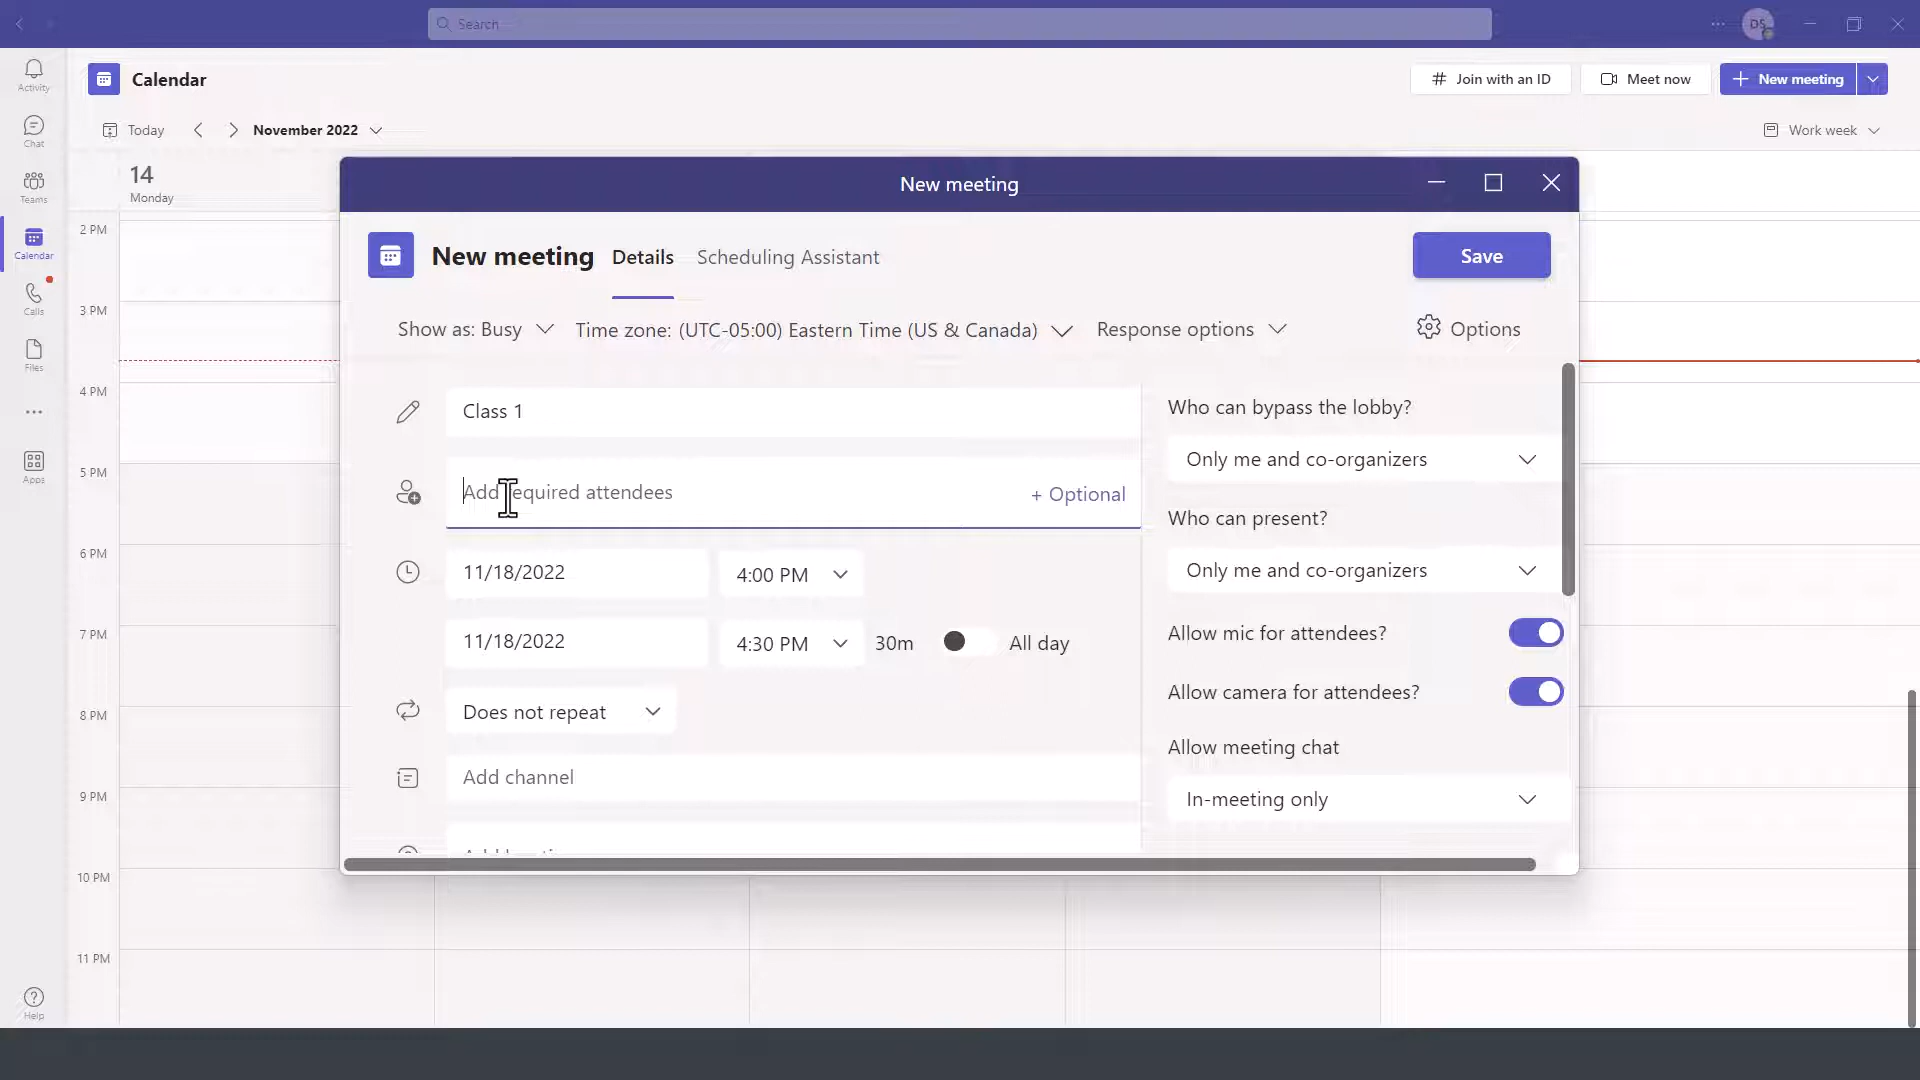 Search
DS
Activity
Chat
Teams
Calendar
Calls
Files
Apps
Help
Calendar
Join with an ID
Meet now
New meeting
Today
November 2022
Work week
14
Monday
2 PM
3 PM
4 PM
5 PM
6 PM
7 PM
8 PM
9 PM
10 PM
11 PM
New meeting
New meeting
Details
Scheduling Assistant
Save
Show as: Busy
Time zone: (UTC-05:00) Eastern Time (US & Canada)
Response options
Options
Class 1
Add required attendees
+ Optional
11/18/2022
4:00 PM
11/18/2022
4:30 PM
30m
All day
Does not repeat
Add channel
Who can bypass the lobby?
Only me and co-organizers
Who can present?
Only me and co-organizers
Allow mic for attendees?
Allow camera for attendees?
Allow meeting chat
In-meeting only